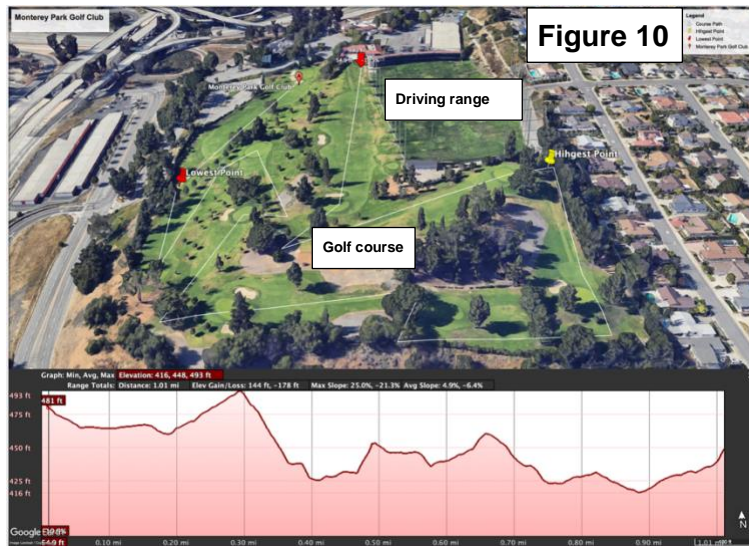 Monterey Park Golf Club
Figure 10
Legend
Course Path
Hihgest Point
Lowest Point
Monterey Park Golf Club
Monterey Park Golf Club
Driving range
Lowest Point
Hihgest Point
Golf course
Graph: Min, Avg, Max Elevation: 416, 448, 493 ft
Range Totals: Distance: 1.01 mi Elev Gain/Loss: 144 ft, -178 ft Max Slope: 25.0%, -21.3% Avg Slope: 4.9%, -6.4%
493 ft
481 ft
475 ft
450 ft
425 ft
416 ft
Google Earth
0.10 mi
0.20 mi
0.30 mi
0.40 mi
0.50 mi
0.60 mi
0.70 mi
0.80 mi
0.90 mi
1.01 mi
N